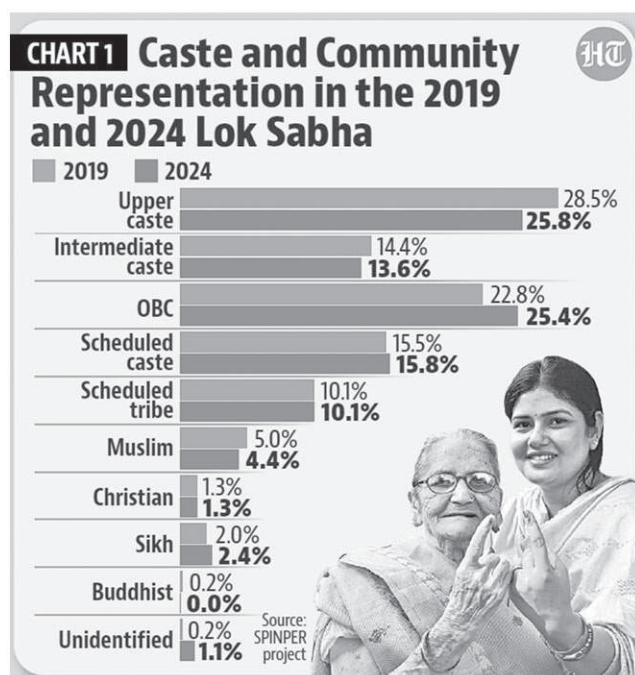 CHART 1 Caste and Community
HT
Representation in the 2019
and 2024 Lok Sabha
2019 2024
Upper
caste
28.5%
25.8%
Intermediate
caste
14.4%
13.6%
OBC
22.8%
25.4%
Scheduled
caste
15.5%
15.8%
Scheduled
tribe
10.1%
10.1%
Muslim
5.0%
4.4%
Christian
1.3%
1.3%
Sikh
2.0%
2.4%
Buddhist
0.2%
0.0%
Unidentified
0.2%
1.1%
Source:
SPINPER
project